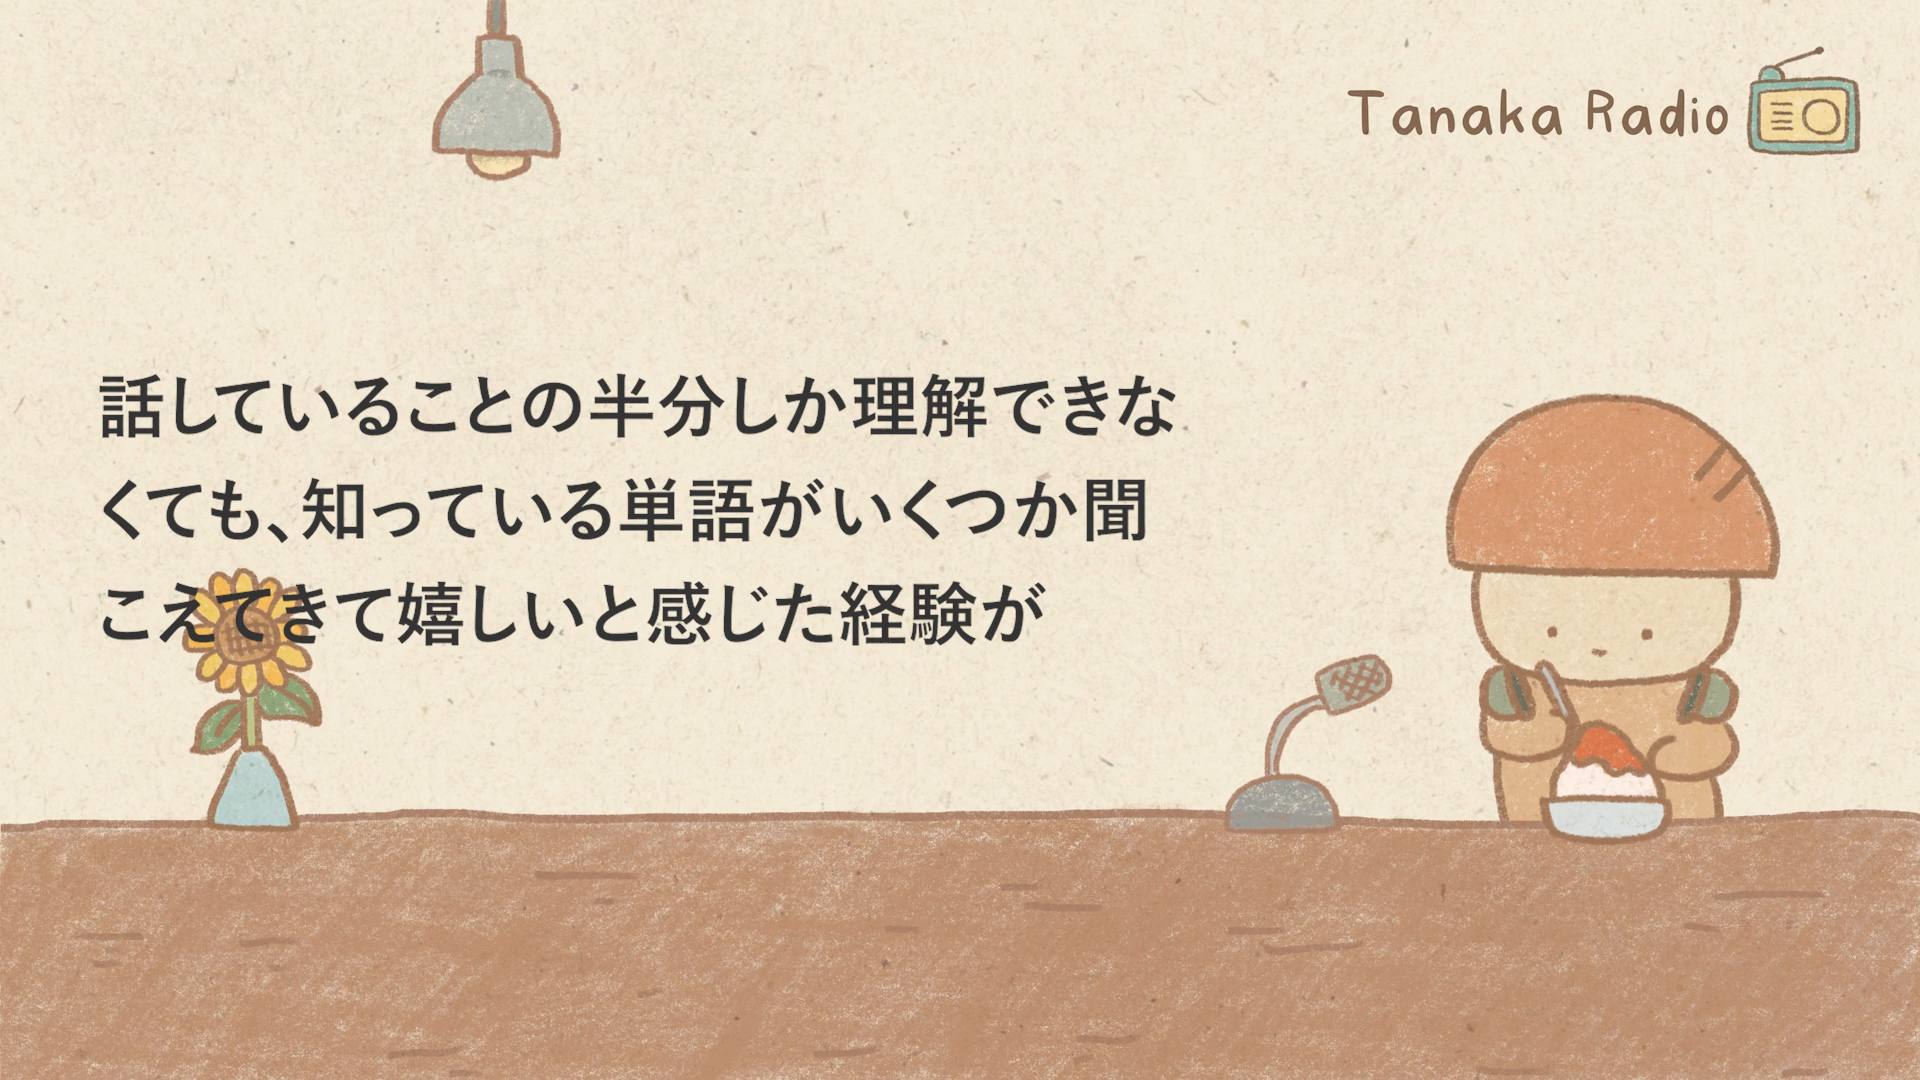 Tanaka Radio
話していることの半分しか理解できな
くても、知っている単語がいくつか聞
こえてきて嬉しいと感じた経験が